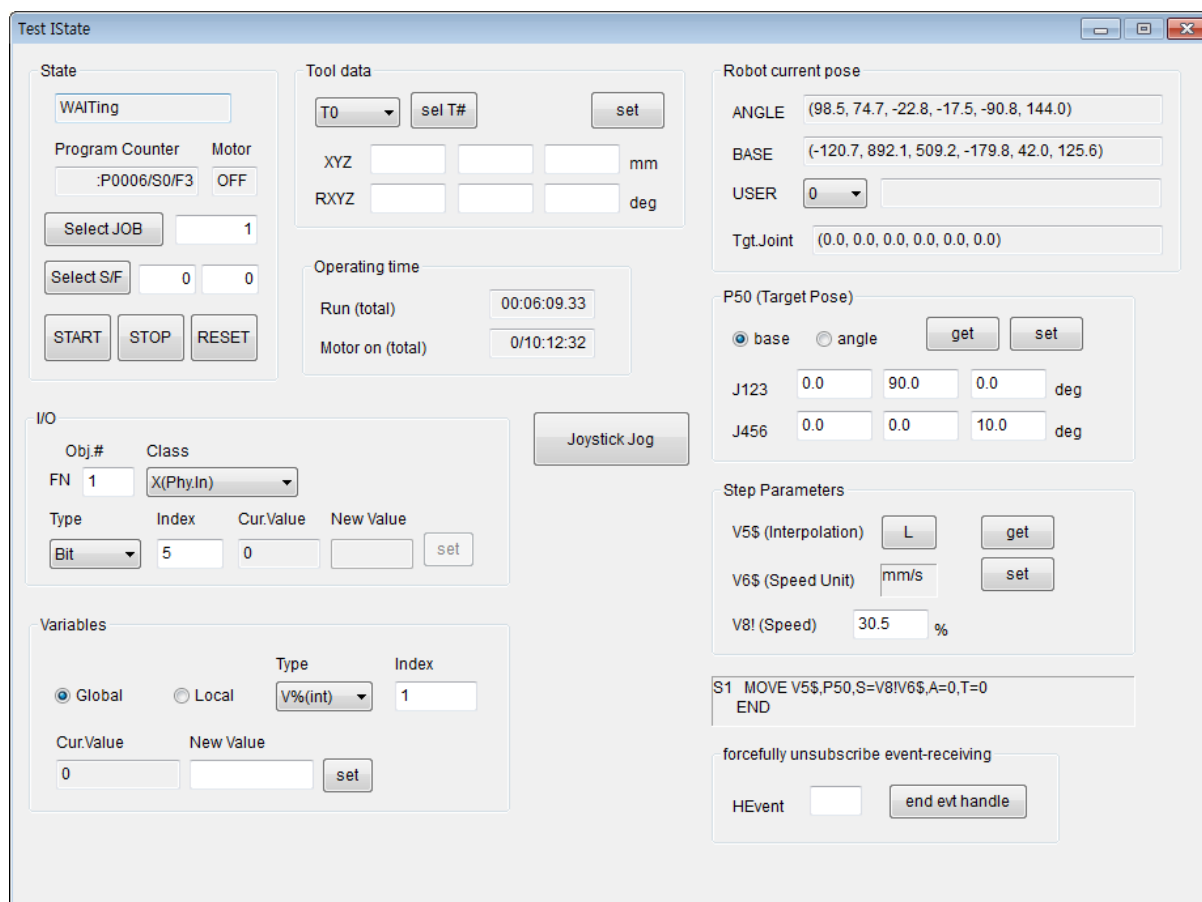 Test IState
State
WAITing
Program Counter Motor
:P0006/S0/F3 OFF
Select JOB 1
Select S/F 0 0
START STOP RESET
Tool data
T0 sel T# set
XYZ mm
RXYZ deg
Operating time
Run (total) 00:06:09.33
Motor on (total) 0/10:12:32
Robot current pose
ANGLE (98.5, 74.7, -22.8, -17.5, -90.8, 144.0)
BASE (-120.7, 892.1, 509.2, -179.8, 42.0, 125.6)
USER 0
Tgt.Joint (0.0, 0.0, 0.0, 0.0, 0.0, 0.0)
P50 (Target Pose)
base angle get set
J123 0.0 90.0 0.0 deg
J456 0.0 0.0 10.0 deg
I/O
Obj.# Class
FN 1 X(Phy.In)
Type Index Cur.Value New Value
Bit 5 0 set
Joystick Jog
Step Parameters
V5$ (Interpolation) L get
V6$ (Speed Unit) mm/s set
V8! (Speed) 30.5 %
Variables
Type Index
Global Local V%(int) 1
Cur.Value New Value
0 set
S1 MOVE V5$,P50,S=V8!V6$,A=0,T=0
END
forcefully unsubscribe event-receiving
HEvent end evt handle